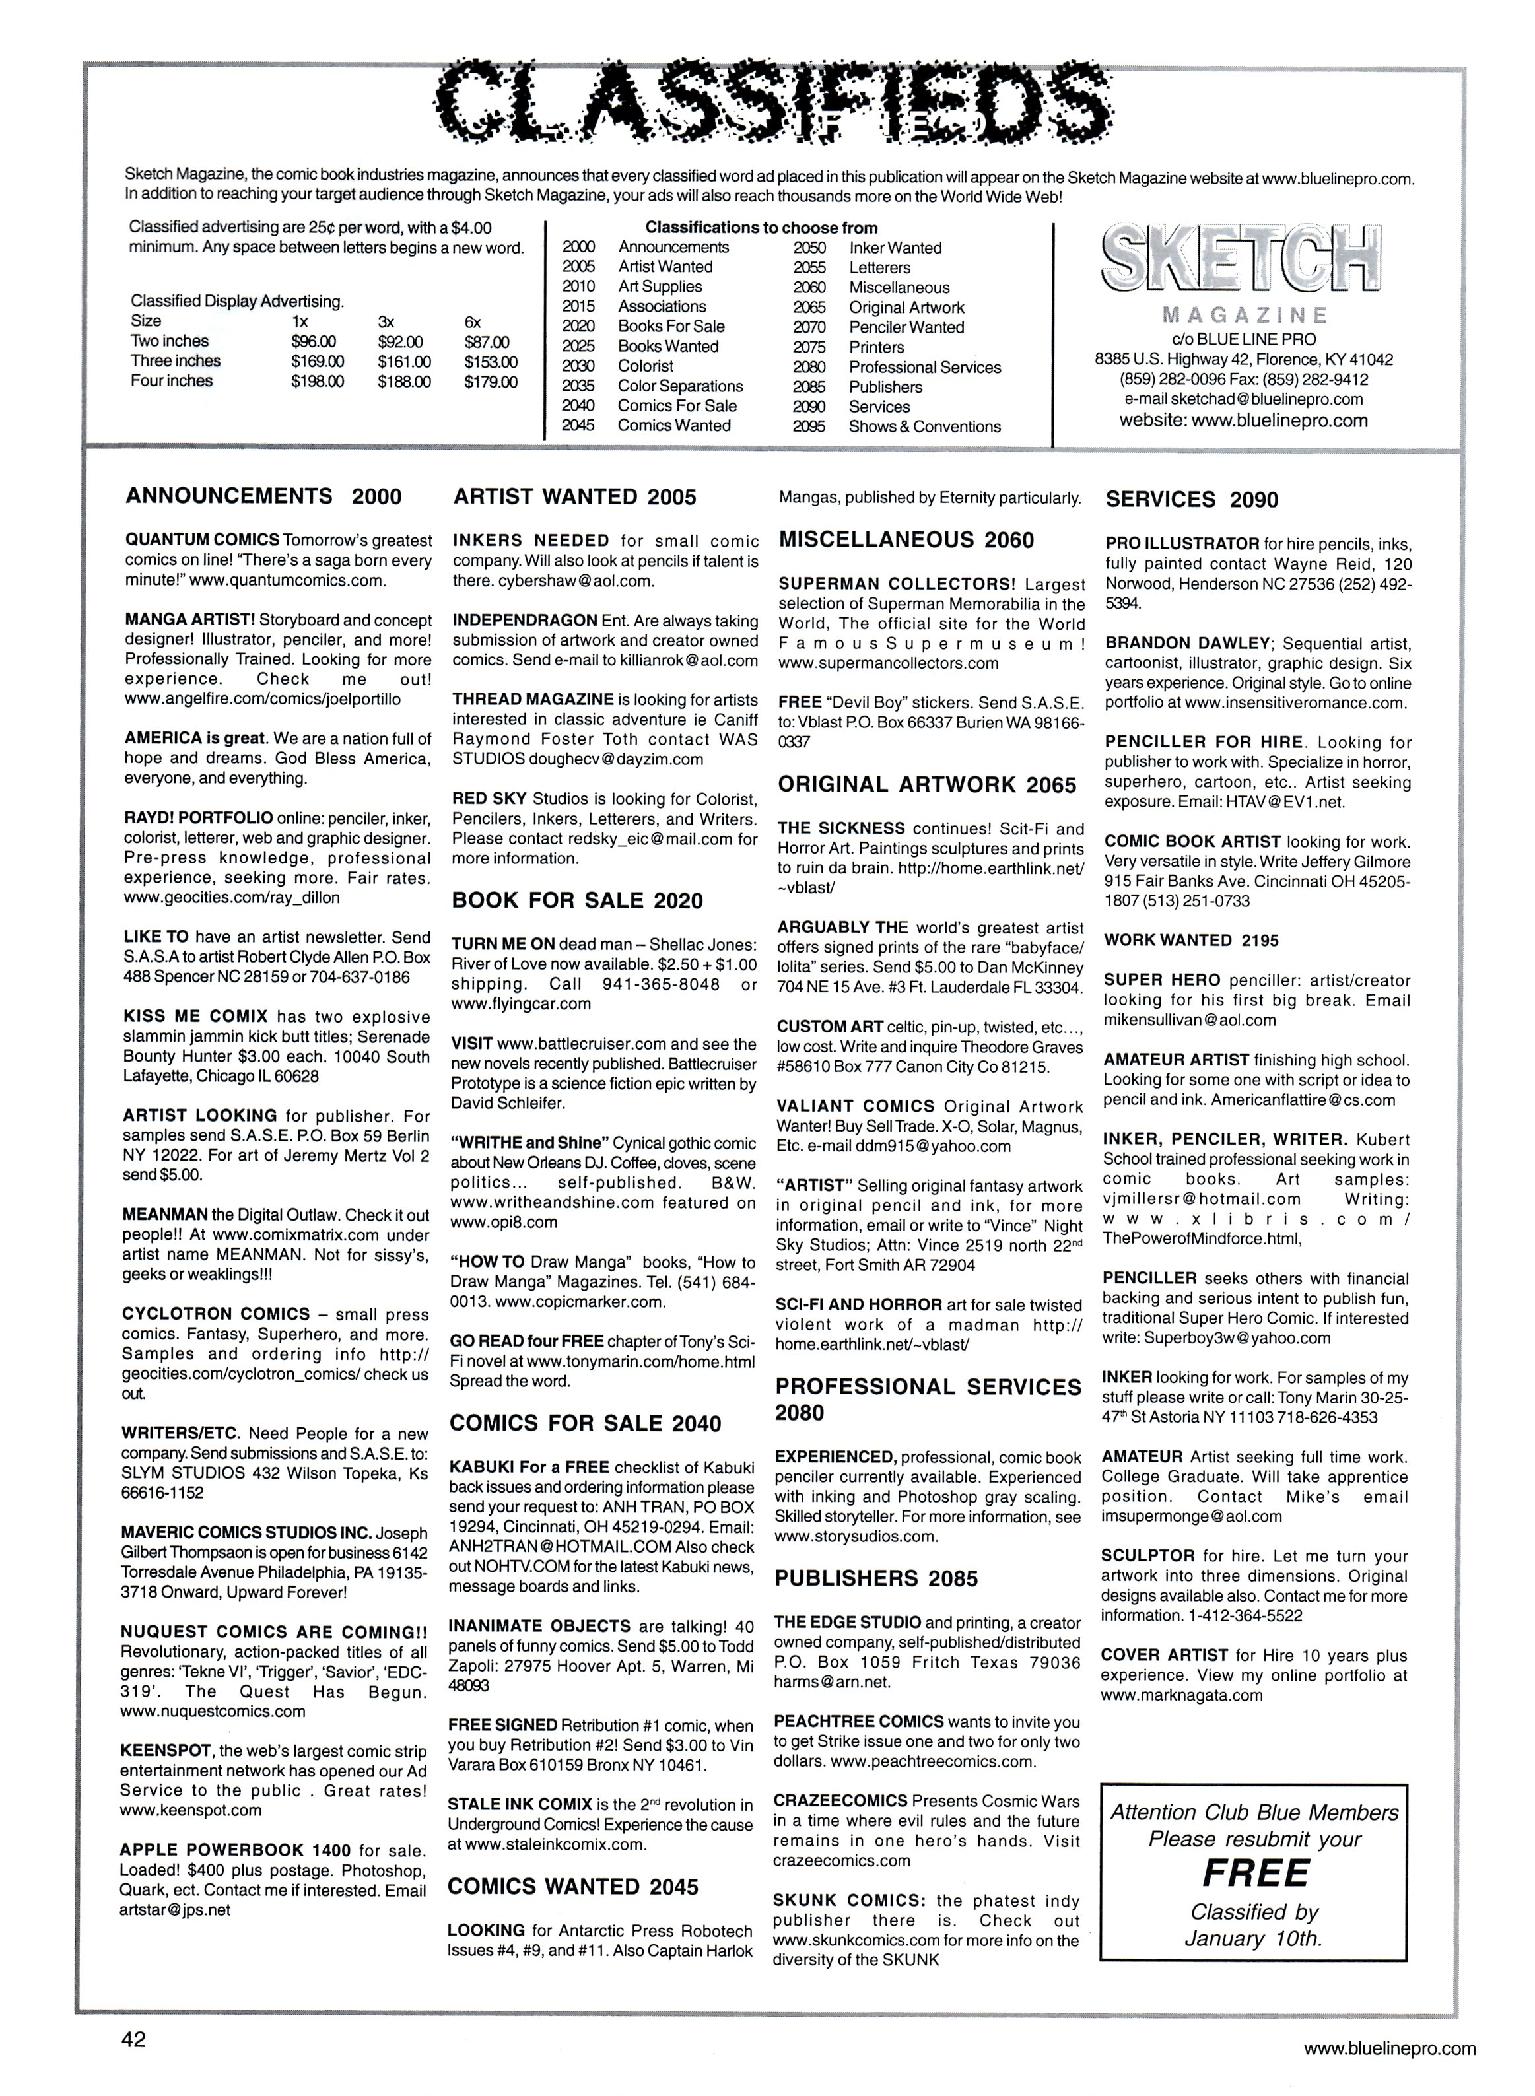 CLASSIFIEDS
Sketch Magazine, the comic book industries magazine, announces that every classified word ad placed in this publication will appear on the Sketch Magazine website at www.bluelinepro.com.
In addition to reaching your target audience through Sketch Magazine, your ads will also reach thousands more on the World Wide Web!
Classified advertising are 25¢ per word, with a $4.00
minimum. Any space between letters begins a new word.
Classified Display Advertising.
Size 1x 3x 6x
Two inches $96.00 $92.00 $87.00
Three inches $169.00 $161.00 $153.00
Four inches $198.00 $188.00 $179.00
Classifications to choose from
2000 Announcements 2050 Inker Wanted
2005 Artist Wanted 2055 Letterers
2010 Art Supplies 2060 Miscellaneous
2015 Associations 2065 Original Artwork
2020 Books For Sale 2070 Penciler Wanted
2025 Books Wanted 2075 Printers
2030 Colorist 2080 Professional Services
2035 Color Separations 2085 Publishers
2040 Comics For Sale 2090 Services
2045 Comics Wanted 2095 Shows & Conventions
SKETCH
MAGAZINE
c/o BLUE LINE PRO
8385 U.S. Highway 42, Florence, KY 41042
(859) 282-0096 Fax: (859) 282-9412
e-mail sketchad@bluelinepro.com
website: www.bluelinepro.com
ANNOUNCEMENTS 2000
QUANTUM COMICS Tomorrow's greatest
comics on line! "There's a saga born every
minute!" www.quantumcomics.com.
MANGA ARTIST! Storyboard and concept
designer! Illustrator, penciler, and more!
Professionally Trained. Looking for more
experience. Check me out!
www.angelfire.com/comics/joelportillo
AMERICA is great. We are a nation full of
hope and dreams. God Bless America,
everyone, and everything.
RAYD! PORTFOLIO online: penciler, inker,
colorist, letterer, web and graphic designer.
Pre-press knowledge, professional
experience, seeking more. Fair rates.
www.geocities.com/ray_dillon
LIKE TO have an artist newsletter. Send
S.A.S.A to artist Robert Clyde Allen P.O. Box
488 Spencer NC 28159 or 704-637-0186
KISS ME COMIX has two explosive
slammin jammin kick butt titles; Serenade
Bounty Hunter $3.00 each. 10040 South
Lafayette, Chicago IL 60628
ARTIST LOOKING for publisher. For
samples send S.A.S.E. P.O. Box 59 Berlin
NY 12022. For art of Jeremy Mertz Vol 2
send $5.00.
MEANMAN the Digital Outlaw. Check it out
people!! At www.comixmatrix.com under
artist name MEANMAN. Not for sissy's,
geeks or weaklings!!!
CYCLOTRON COMICS – small press
comics. Fantasy, Superhero, and more.
Samples and ordering info http://
geocities.com/cyclotron_comics/ check us
out.
WRITERS/ETC. Need People for a new
company. Send submissions and S.A.S.E. to:
SLYM STUDIOS 432 Wilson Topeka, Ks
66616-1152
MAVERIC COMICS STUDIOS INC. Joseph
Gilbert Thompsaon is open for business 6142
Torresdale Avenue Philadelphia, PA 19135-
3718 Onward, Upward Forever!
NUQUEST COMICS ARE COMING!!
Revolutionary, action-packed titles of all
genres: 'Tekne VI', 'Trigger', 'Savior', 'EDC-
319'. The Quest Has Begun.
www.nuquestcomics.com
KEENSPOT, the web's largest comic strip
entertainment network has opened our Ad
Service to the public . Great rates!
www.keenspot.com
APPLE POWERBOOK 1400 for sale.
Loaded! $400 plus postage. Photoshop,
Quark, ect. Contact me if interested. Email
artstar@jps.net
ARTIST WANTED 2005
INKERS NEEDED for small comic
company. Will also look at pencils if talent is
there. cybershaw@aol.com.
INDEPENDRAGON Ent. Are always taking
submission of artwork and creator owned
comics. Send e-mail to killianrok@aol.com
THREAD MAGAZINE is looking for artists
interested in classic adventure ie Caniff
Raymond Foster Toth contact WAS
STUDIOS doughecv@dayzim.com
RED SKY Studios is looking for Colorist,
Pencilers, Inkers, Letterers, and Writers.
Please contact redsky_eic@mail.com for
more information.
BOOK FOR SALE 2020
TURN ME ON dead man – Shellac Jones:
River of Love now available. $2.50 + $1.00
shipping. Call 941-365-8048 or
www.flyingcar.com
VISIT www.battlecruiser.com and see the
new novels recently published. Battlecruiser
Prototype is a science fiction epic written by
David Schleifer.
"WRITHE and Shine" Cynical gothic comic
about New Orleans DJ. Coffee, cloves, scene
politics... self-published. B&W.
www.writheandshine.com featured on
www.opi8.com
"HOW TO Draw Manga" books, "How to
Draw Manga" Magazines. Tel. (541) 684-
0013. www.copicmarker.com.
GO READ four FREE chapter of Tony's Sci-
Fi novel at www.tonymarin.com/home.html
Spread the word.
COMICS FOR SALE 2040
KABUKI For a FREE checklist of Kabuki
back issues and ordering information please
send your request to: ANH TRAN, PO BOX
19294, Cincinnati, OH 45219-0294. Email:
ANH2TRAN@HOTMAIL.COM Also check
out NOHTV.COM for the latest Kabuki news,
message boards and links.
INANIMATE OBJECTS are talking! 40
panels of funny comics. Send $5.00 to Todd
Zapoli: 27975 Hoover Apt. 5, Warren, Mi
48093
FREE SIGNED Retribution #1 comic, when
you buy Retribution #2! Send $3.00 to Vin
Varara Box 610159 Bronx NY 10461.
STALE INK COMIX is the 2nd revolution in
Underground Comics! Experience the cause
at www.staleinkcomix.com.
COMICS WANTED 2045
LOOKING for Antarctic Press Robotech
Issues #4, #9, and #11. Also Captain Harlok
Mangas, published by Eternity particularly.
MISCELLANEOUS 2060
SUPERMAN COLLECTORS! Largest
selection of Superman Memorabilia in the
World, The official site for the World
FamousSupermuseum!
www.supermancollectors.com
FREE "Devil Boy" stickers. Send S.A.S.E.
to: Vblast P.O. Box 66337 Burien WA 98166-
0337
ORIGINAL ARTWORK 2065
THE SICKNESS continues! Scit-Fi and
Horror Art. Paintings sculptures and prints
to ruin da brain. http://home.earthlink.net/
~vblast/
ARGUABLY THE world's greatest artist
offers signed prints of the rare "babyface/
lolita" series. Send $5.00 to Dan McKinney
704 NE 15 Ave. #3 Ft. Lauderdale FL 33304.
CUSTOM ART celtic, pin-up, twisted, etc...,
low cost. Write and inquire Theodore Graves
#58610 Box 777 Canon City Co 81215.
VALIANT COMICS Original Artwork
Wanter! Buy Sell Trade. X-O, Solar, Magnus,
Etc. e-mail ddm915@yahoo.com
"ARTIST" Selling original fantasy artwork
in original pencil and ink, for more
information, email or write to "Vince" Night
Sky Studios; Attn: Vince 2519 north 22nd
street, Fort Smith AR 72904
SCI-FI AND HORROR art for sale twisted
violent work of a madman http://
home.earthlink.net/~vblast/
PROFESSIONAL SERVICES
2080
EXPERIENCED, professional, comic book
penciler currently available. Experienced
with inking and Photoshop gray scaling.
Skilled storyteller. For more information, see
www.storysudios.com.
PUBLISHERS 2085
THE EDGE STUDIO and printing, a creator
owned company, self-published/distributed
P.O. Box 1059 Fritch Texas 79036
harms@arn.net.
PEACHTREE COMICS wants to invite you
to get Strike issue one and two for only two
dollars. www.peachtreecomics.com.
CRAZEECOMICS Presents Cosmic Wars
in a time where evil rules and the future
remains in one hero's hands. Visit
crazeecomics.com
SKUNK COMICS: the phatest indy
publisher there is. Check out
www.skunkcomics.com for more info on the
diversity of the SKUNK
SERVICES 2090
PRO ILLUSTRATOR for hire pencils, inks,
fully painted contact Wayne Reid, 120
Norwood, Henderson NC 27536 (252) 492-
5394.
BRANDON DAWLEY; Sequential artist,
cartoonist, illustrator, graphic design. Six
years experience. Original style. Go to online
portfolio at www.insensitiveromance.com.
PENCILLER FOR HIRE. Looking for
publisher to work with. Specialize in horror,
superhero, cartoon, etc.. Artist seeking
exposure. Email: HTAV@EV1.net.
COMIC BOOK ARTIST looking for work.
Very versatile in style. Write Jeffery Gilmore
915 Fair Banks Ave. Cincinnati OH 45205-
1807 (513) 251-0733
WORK WANTED 2195
SUPER HERO penciller: artist/creator
looking for his first big break. Email
mikensullivan@aol.com
AMATEUR ARTIST finishing high school.
Looking for some one with script or idea to
pencil and ink. Americanflattire@cs.com
INKER, PENCILER, WRITER. Kubert
School trained professional seeking work in
comic books. Art samples:
vjmillersr@hotmail.com Writing:
www.xlibris.com/
ThePowerofMindforce.html,
PENCILLER seeks others with financial
backing and serious intent to publish fun,
traditional Super Hero Comic. If interested
write: Superboy3w@yahoo.com
INKER looking for work. For samples of my
stuff please write or call: Tony Marin 30-25-
47th St Astoria NY 11103 718-626-4353
AMATEUR Artist seeking full time work.
College Graduate. Will take apprentice
position. Contact Mike's email
imsupermonge@aol.com
SCULPTOR for hire. Let me turn your
artwork into three dimensions. Original
designs available also. Contact me for more
information. 1-412-364-5522
COVER ARTIST for Hire 10 years plus
experience. View my online portfolio at
www.marknagata.com
Attention Club Blue Members
Please resubmit your
FREE
Classified by
January 10th.
42
www.bluelinepro.com